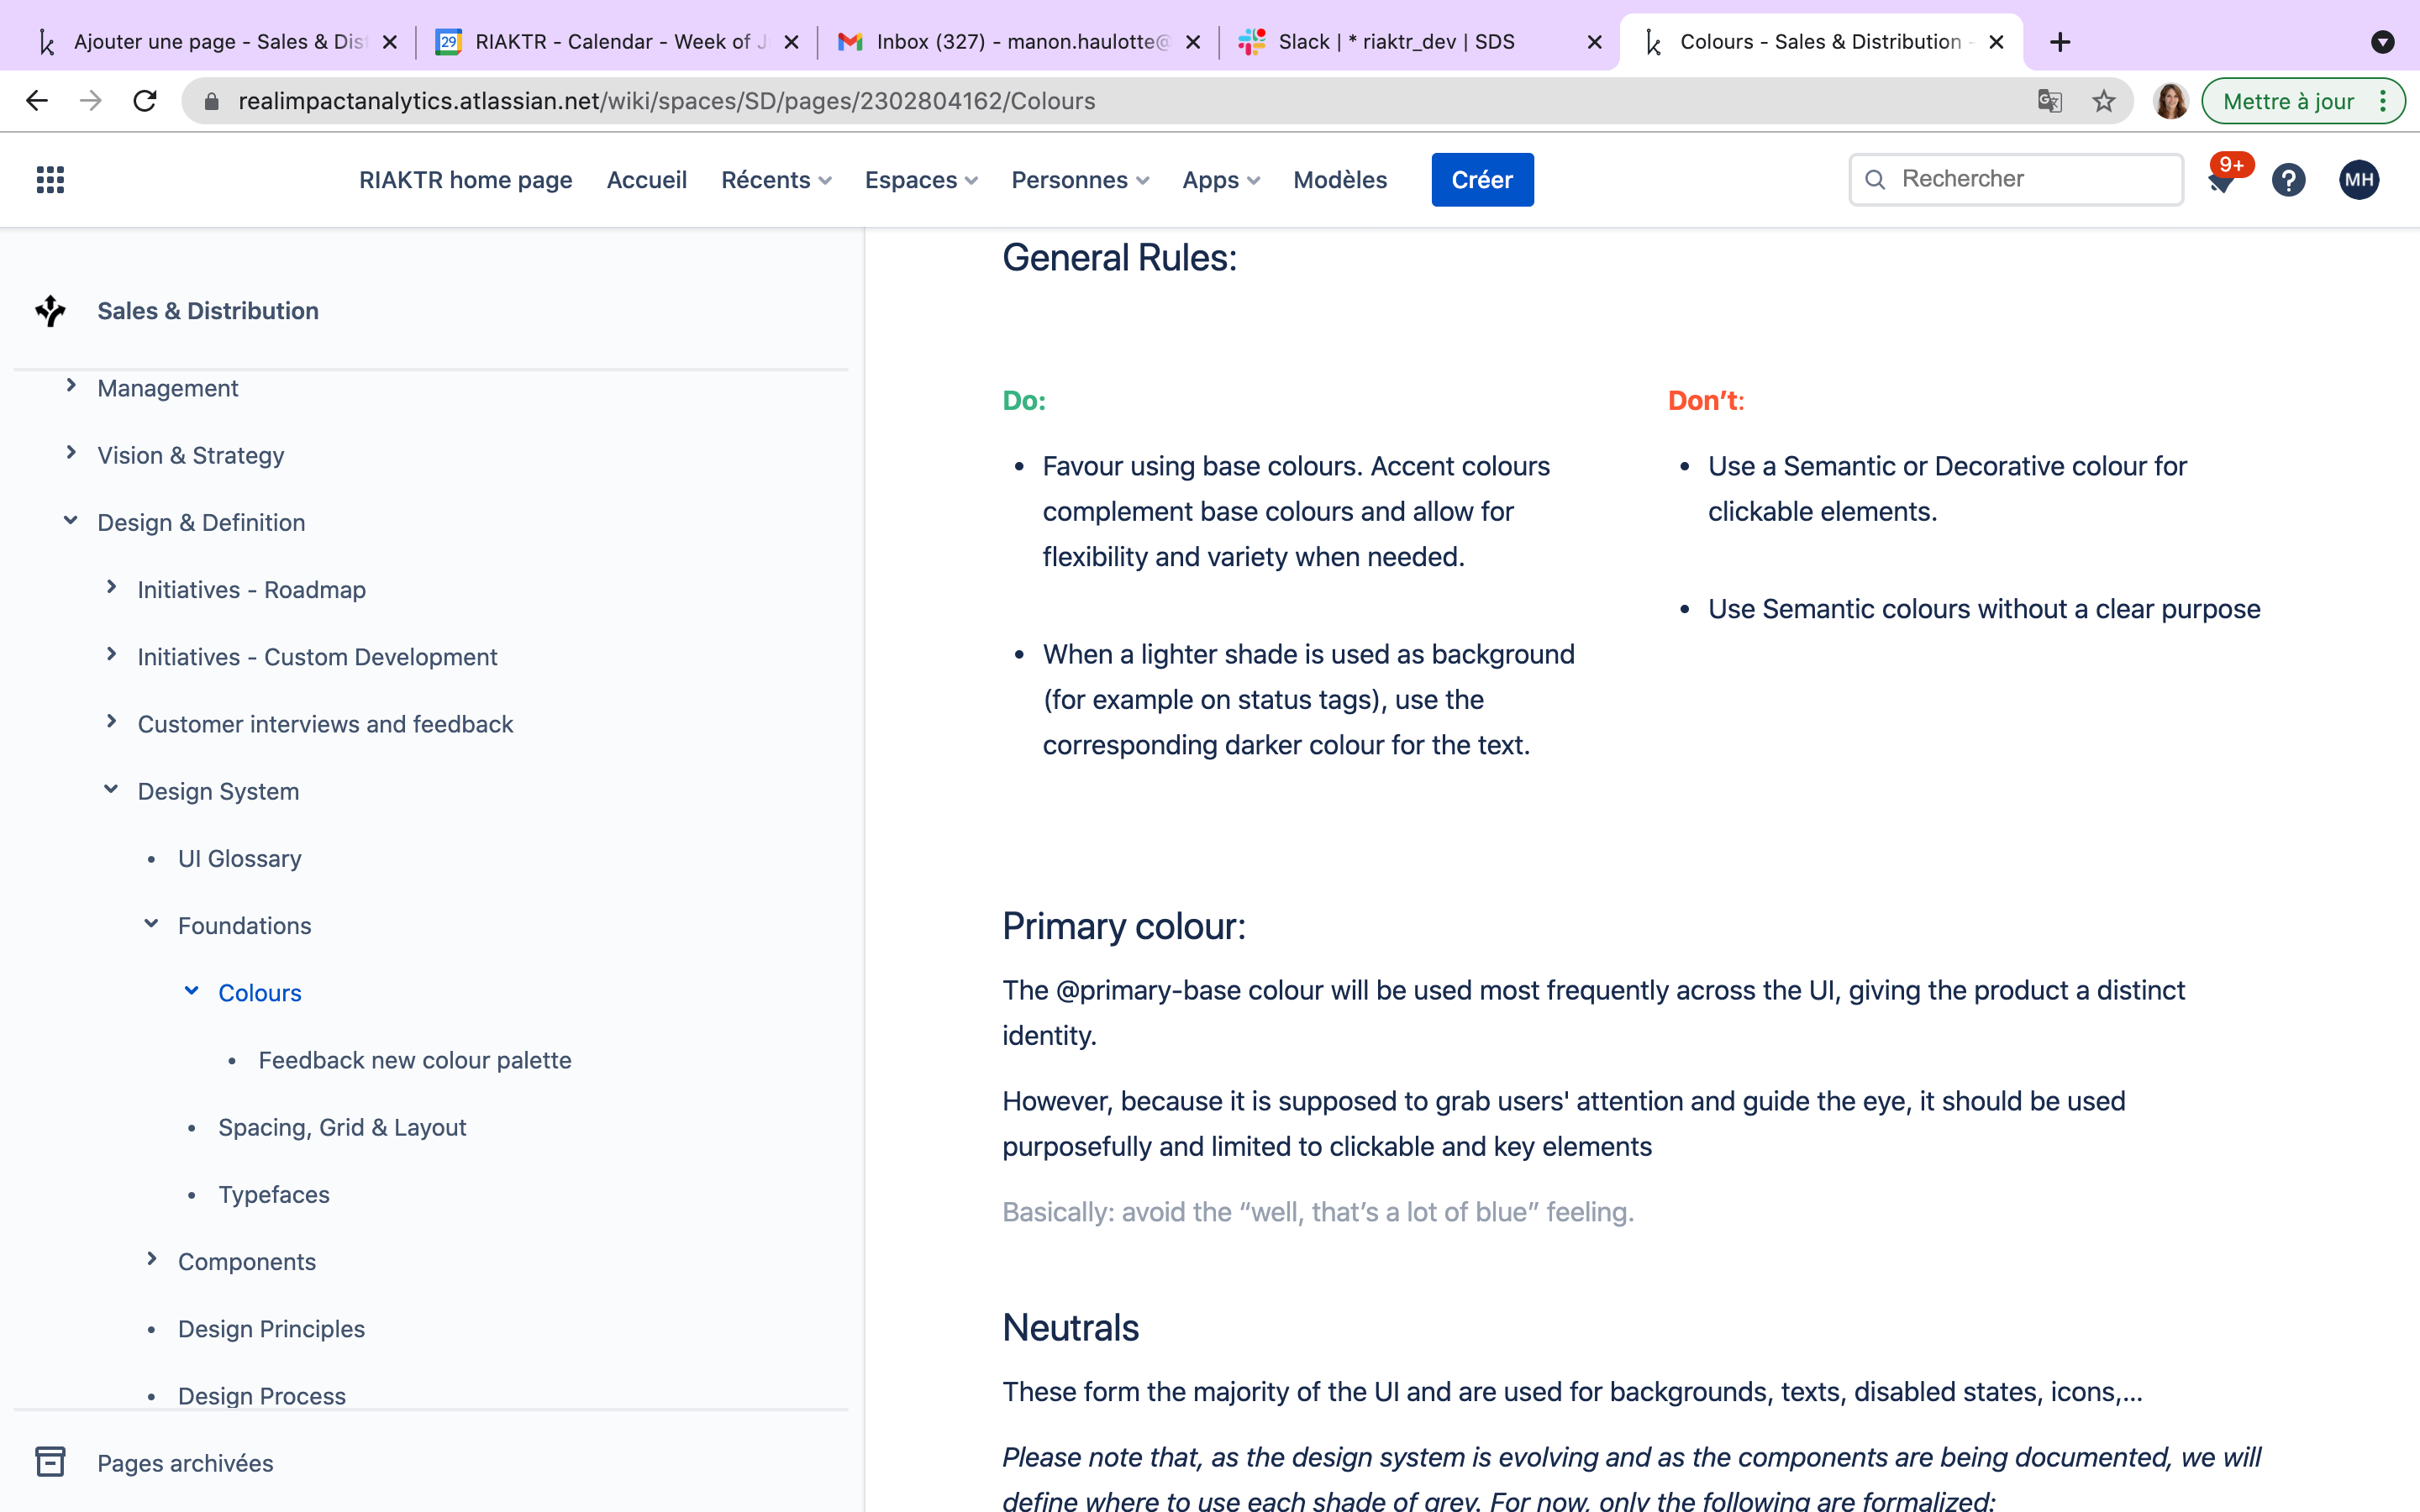 Ajouter une page - Sales & Dis
RIAKTR - Calendar - Week of J
Inbox (327) - manon.haulotte@
Slack | * riaktr_dev | SDS
Colours - Sales & Distribution -
realimpactanalytics.atlassian.net/wiki/spaces/SD/pages/2302804162/Colours
Mettre à jour
RIAKTR home page
Accueil
Récents
Espaces
Personnes
Apps
Modèles
Créer
Rechercher
9+
MH
Sales & Distribution
Management
Vision & Strategy
Design & Definition
Initiatives - Roadmap
Initiatives - Custom Development
Customer interviews and feedback
Design System
UI Glossary
Foundations
Colours
Feedback new colour palette
Spacing, Grid & Layout
Typefaces
Components
Design Principles
Design Process
Pages archivées
General Rules:
Do:
• Favour using base colours. Accent colours
complement base colours and allow for
flexibility and variety when needed.
• When a lighter shade is used as background
(for example on status tags), use the
corresponding darker colour for the text.
Don’t:
• Use a Semantic or Decorative colour for
clickable elements.
• Use Semantic colours without a clear purpose
Primary colour:
The @primary-base colour will be used most frequently across the UI, giving the product a distinct
identity.
However, because it is supposed to grab users' attention and guide the eye, it should be used
purposefully and limited to clickable and key elements
Basically: avoid the “well, that’s a lot of blue” feeling.
Neutrals
These form the majority of the UI and are used for backgrounds, texts, disabled states, icons,...
Please note that, as the design system is evolving and as the components are being documented, we will
define where to use each shade of grey. For now, only the following are formalized: